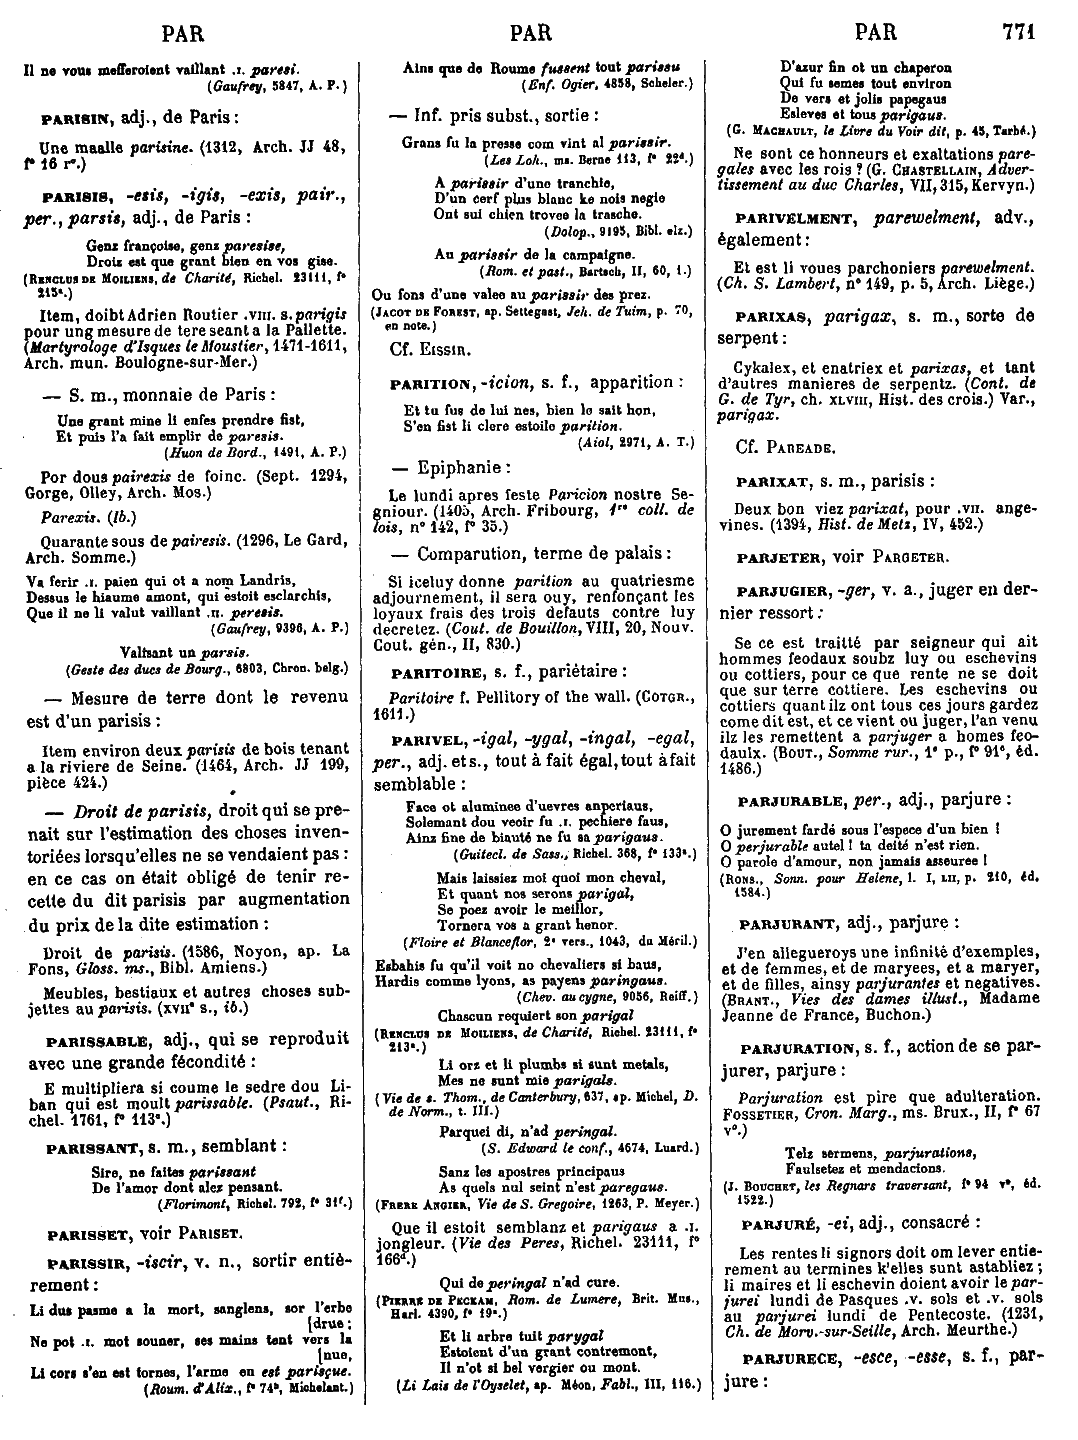 PAR
PAR
PAR
771
Il ne vous mefferoient vaillant .I. paresi.
(Gaufrey, 5847, A. P.)
PARISIN, adj., de Paris :
Une maalle parisine. (1312, Arch. JJ 48,
f° 16 r°.)
PARISIS, -esis, -igis, -exis, pair.,
per., parsis, adj., de Paris :
Genz françoise, genz paresise,
Droiz est que grant bien en vos gise.
(RENCLUS DE MOILIENS, de Charité, Richel. 23111, f°
215ª.)
Item, doibt Adrien Routier .VIII. s. parigis
pour ung mesure de tere seant a la Pallette.
(Martyrologe d'Isques le Moustier, 1471-1611,
Arch. mun. Boulogne-sur-Mer.)
— S. m., monnaie de Paris :
Une grant mine li enfes prendre fist,
Et puis l'a fait emplir de paresis.
(Huon de Bord., 1491, A. P.)
Por dous pairexis de foinc. (Sept. 1294,
Gorge, Olley, Arch. Mos.)
Parexis. (Ib.)
Quarante sous de pairesis. (1296, Le Gard,
Arch. Somme.)
Va ferir .I. paien qui ot a nom Landris,
Dessus le hiaume amont, qui estoit esclarchis,
Que il ne li valut vaillant .II. peresis.
(Gaufrey, 9396, A. P.)
Valisant un parsis.
(Geste des ducs de Bourg., 6803, Chron. belg.)
— Mesure de terre dont le revenu
est d'un parisis :
Item environ deux parisis de bois tenant
a la riviere de Seine. (1464, Arch. JJ 199,
pièce 424.)
— Droit de parisis, droit qui se pre-
nait sur l'estimation des choses inven-
toriées lorsqu'elles ne se vendaient pas :
en ce cas on était obligé de tenir re-
cette du dit parisis par augmentation
du prix de la dite estimation :
Droit de parisis. (1586, Noyon, ap. La
Fons, Gloss. ms., Bibl. Amiens.)
Meubles, bestiaux et autres choses sub-
jettes au parisis. (XVIIe s., ib.)
PARISSABLE, adj., qui se reproduit
avec une grande fécondité :
E multipliera si coume le sedre dou Li-
ban qui est moult parissable. (Psaut., Ri-
chel. 1761, f° 113ª.)
PARISSANT, s. m., semblant :
Sire, ne faites parissant
De l'amor dont alez pensant.
(Florimont, Richel. 792, f° 31f.)
PARISSET, voir PARISET.
PARISSIR, -iscir, v. n., sortir entiè-
rement :
Li dus pasme a la mort, sanglens, sor l'erbe
[drue ;
Ne pot .I. mot souner, ses mains tent vers la
[nue,
Li cors s'en est tornes, l'arme en est parisçue.
(Roum. d'Alix., f° 74b, Michelant.)
Ains que de Roume fussent tout parissu
(Enf. Ogier, 4858, Scheler.)
— Inf. pris subst., sortie :
Grans fu la presse com vint al parissir.
(Les Loh., ms. Berne 113, f° 22d.)
A parissir d'une tranchie,
D'un cerf plus blanc ke nois negie
Ont sui chien trovee la trasche.
(Dolop., 9195, Bibl. elz.)
Au parissir de la campaigne.
(Rom. et past., Bartsch, II, 60, 1.)
Ou fons d'une valee au parissir des prez.
(JACOT DE FOREST, ap. Settegast, Jeh. de Tuim, p. 70,
en note.)
Cf. EISSIR.
PARITION, -icion, s. f., apparition :
Et tu fus de lui nes, bien lo sait hon,
S'en fist li clere estoile parition.
(Aiol, 2971, A. T.)
— Epiphanie :
Le lundi apres feste Paricion nostre Se-
gniour. (1405, Arch. Fribourg, 1re coll. de
lois, n° 142, f° 35.)
— Comparution, terme de palais :
Si iceluy donne parition au quatriesme
adjournement, il sera ouy, renfonçant les
loyaux frais des trois defauts contre luy
decretez. (Cout. de Bouillon, VIII, 20, Nouv.
Cout. gén., II, 830.)
PARITOIRE, s. f., pariétaire :
Paritoire f. Pellitory of the wall. (COTGR.,
1611.)
PARIVEL, -igal, -ygal, -ingal, -egal,
per., adj. et s., tout à fait égal, tout à fait
semblable :
Face ot aluminee d'uevres anperiaus,
Solemant dou veoir fu .I. pechiere faus,
Ainz fine de biauté ne fu sa parigaus.
(Guitecl. de Sass., Richel. 368, f° 133ª.)
Mais laissiez moi quoi mon cheval,
Et quant nos serons parigal,
Se poez avoir le meillor,
Tornera vos a grant henor.
(Floire et Blanceflor, 2e vers., 1043, du Méril.)
Esbahis fu qu'il voit no chevaliers si baus,
Hardis comme lyons, as payens paringaus.
(Chev. au cygne, 9056, Reiff.)
Chascun requiert son parigal
(RENCLUS DE MOILIENS, de Charité, Richel. 23111, f°
213ª.)
Li orz et li plumbs si sunt metals,
Mes ne sunt mie parigals.
(Vie de s. Thom., de Canterbury, 637, ap. Michel, D.
de Norm., t. III.)
Parquei di, n'ad peringal.
(S. Edward le conf., 4674, Luard.)
Sanz les apostres principaus
As quels nul seint n'est paregaus.
(FRERE ANGIER, Vie de S. Gregoire, 1263, P. Meyer.)
Que il estoit semblanz et parigaus a .I.
jongleur. (Vie des Peres, Richel. 23111, f°
166d.)
Qui de peringal n'ad cure.
(PIERRE DE PECKAM, Rom. de Lumere, Brit. Mus.,
Harl. 4390, f° 19ª.)
Et li arbre tuit parygal
Estoient d'un grant contremont,
Il n'ot si bel vergier ou mont.
(Li Lais de l'Oyselet, ap. Méon, Fabl., III, 116.)
D'azur fin ot un chaperon
Qui fu semes tout environ
De vers et jolis papegaus
Esleves et tous parigaus.
(G. MACHAULT, le Livre du Voir dit, p. 45, Tarbé.)
Ne sont ce honneurs et exaltations pare-
gales avec les rois ? (G. CHASTELLAIN, Adver-
tissement au duc Charles, VII, 315, Kervyn.)
PARIVELMENT, parewelment, adv.,
également :
Et est li voues parchoniers parewelment.
(Ch. S. Lambert, n° 149, p. 5, Arch. Liège.)
PARIXAS, parigax, s. m., sorte de
serpent :
Cykalex, et enatriex et parixas, et tant
d'autres manieres de serpentz. (Cont. de
G. de Tyr, ch. XLVIII, Hist. des crois.) Var.,
parigax.
Cf. PAREADE.
PARIXAT, s. m., parisis :
Deux bon viez parixat, pour .VII. ange-
vines. (1394, Hist. de Metz, IV, 452.)
PARJETER, voir PARGETER.
PARJUGIER, -ger, v. a., juger en der-
nier ressort :
Se ce est traitté par seigneur qui ait
hommes feodaux soubz luy ou eschevins
ou cottiers, pour ce que rente ne se doit
que sur terre cottiere. Les eschevins ou
cottiers quant ilz ont tous ces jours gardez
come dit est, et ce vient ou juger, l'an venu
ilz les remettent a parjuger a homes feo-
daulx. (BOUT., Somme rur., 1e p., f° 91c, éd.
1486.)
PARJURABLE, per., adj., parjure :
O jurement fardé sous l'espece d'un bien !
O perjurable autel ! ta deité n'est rien.
O parole d'amour, non jamais asseuree !
(RONS., Sonn. pour Helene, l. I, LII, p. 210, éd.
1584.)
PARJURANT, adj., parjure :
J'en allegueroys une infinité d'exemples,
et de femmes, et de maryees, et a maryer,
et de filles, ainsy parjurantes et negatives.
(BRANT., Vies des dames illust., Madame
Jeanne de France, Buchon.)
PARJURATION, s. f., action de se par-
jurer, parjure :
Parjuration est pire que adulteration.
FOSSETIER, Cron. Marg., ms. Brux., II, f° 67
v°.)
Telz sermens, parjurations,
Faulsetez et mendacions.
(J. BOUCHET, les Regnars traversant, f° 94 v°, éd.
1522.)
PARJURÉ, -ei, adj., consacré :
Les rentes li signors doit om lever entie-
rement au termines k'elles sunt astabliez ;
li maires et li eschevin doient avoir le par-
jurei lundi de Pasques .v. sols et .v. sols
au parjurei lundi de Pentecoste. (1231,
Ch. de Morv.-sur-Seille, Arch. Meurthe.)
PARJURECE, -esce, -esse, s. f., par-
jure :